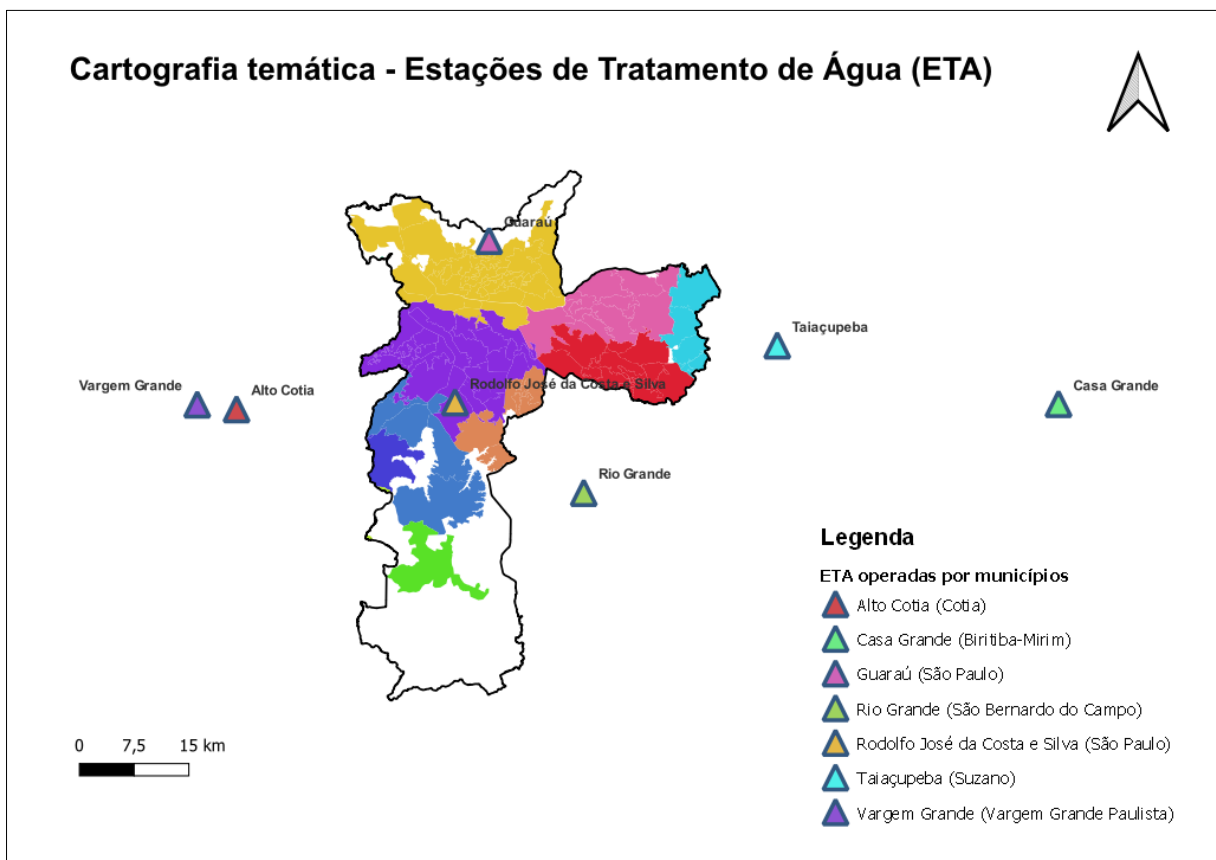 Cartografia temática - Estações de Tratamento de Água (ETA)
Guaraú
Taiaçupeba
Vargem Grande
Alto Cotia
Rodolfo José da Costa e Silva
Casa Grande
Rio Grande
Legenda
ETA operadas por municípios
Alto Cotia (Cotia)
Casa Grande (Biritiba-Mirim)
Guaraú (São Paulo)
Rio Grande (São Bernardo do Campo)
Rodolfo José da Costa e Silva (São Paulo)
Taiaçupeba (Suzano)
Vargem Grande (Vargem Grande Paulista)
0 7,5 15 km